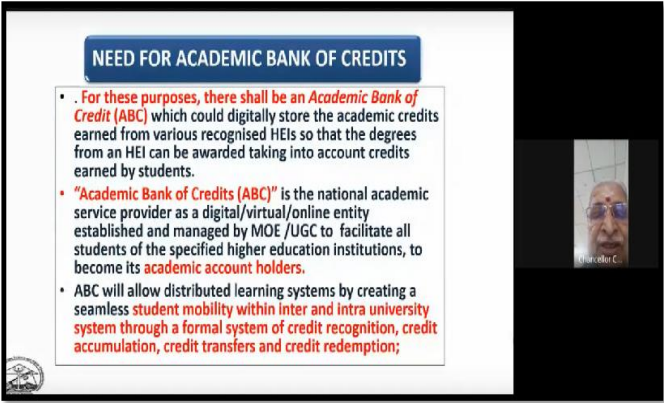 NEED FOR ACADEMIC BANK OF CREDITS
• . For these purposes, there shall be an Academic Bank of
Credit (ABC) which could digitally store the academic credits
earned from various recognised HEIs so that the degrees
from an HEI can be awarded taking into account credits
earned by students.
• “Academic Bank of Credits (ABC)” is the national academic
service provider as a digital/virtual/online entity
established and managed by MOE /UGC to facilitate all
students of the specified higher education institutions, to
become its academic account holders.
• ABC will allow distributed learning systems by creating a
seamless student mobility within inter and intra university
system through a formal system of credit recognition, credit
accumulation, credit transfers and credit redemption;
Chancellor C...